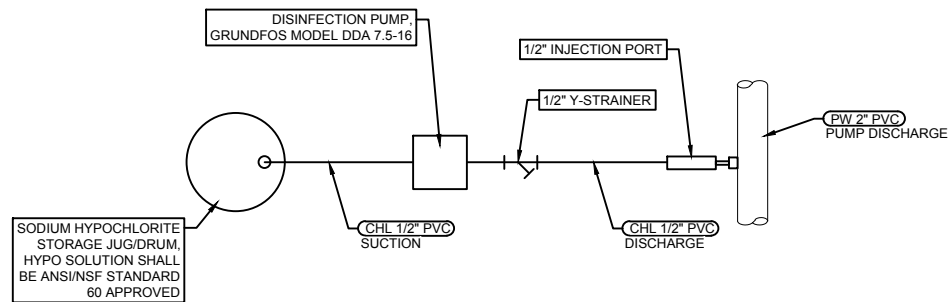 DISINFECTION PUMP,
GRUNDFOS MODEL DDA 7.5-16
1/2" INJECTION PORT
1/2" Y-STRAINER
PW 2" PVC
PUMP DISCHARGE
SODIUM HYPOCHLORITE
STORAGE JUG/DRUM,
HYPO SOLUTION SHALL
BE ANSI/NSF STANDARD
60 APPROVED
CHL 1/2" PVC
SUCTION
CHL 1/2" PVC
DISCHARGE